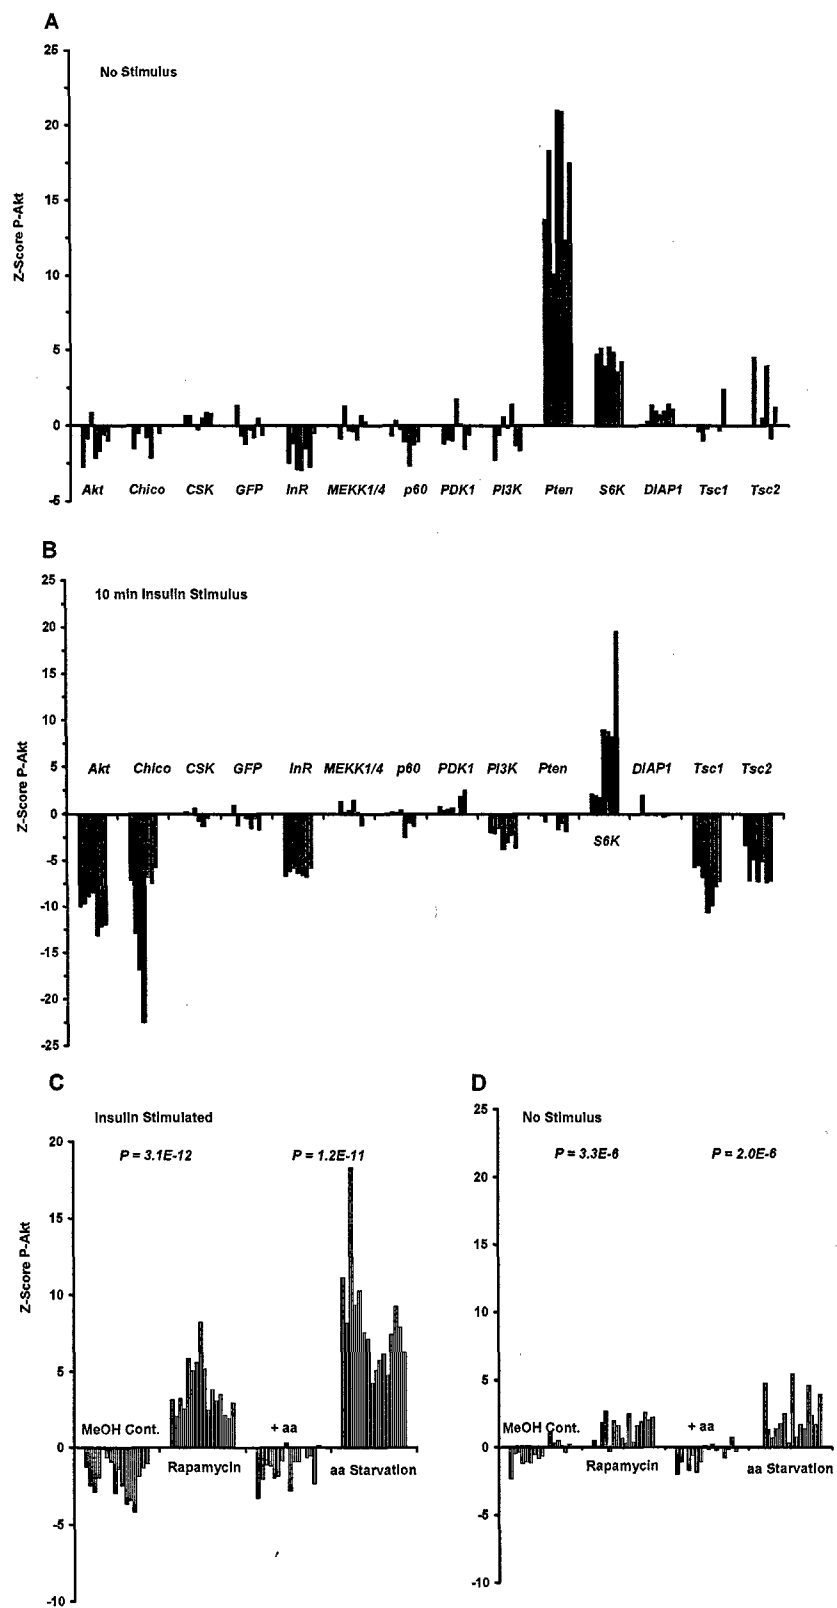 A
25
No Stimulus
20
15
Z-Score P-Akt
10
5
0
-5
Akt Chico CSK GFP InR MEKK1/4 p60 PDK1 PI3K Pten S6K DIAP1 Tsc1 Tsc2
B
25
10 min Insulin Stimulus
20
15
10
Z-Score P-Akt
5
Akt Chico CSK GFP InR MEKK1/4 p60 PDK1 PI3K Pten DIAP1 Tsc1 Tsc2
0
S6K
-5
-10
-15
-20
-25
C
Insulin Stimulated
20
P = 3.1E-12 P = 1.2E-11
15
Z-Score P-Akt
10
5
MeOH Cont. + aa
0
Rapamycin aa Starvation
-5
-10
D
25
No Stimulus
P = 3.3E-6 P = 2.0E-6
20
15
10
5
MeOH Cont. + aa
0
Rapamycin aa Starvation
-5
-10